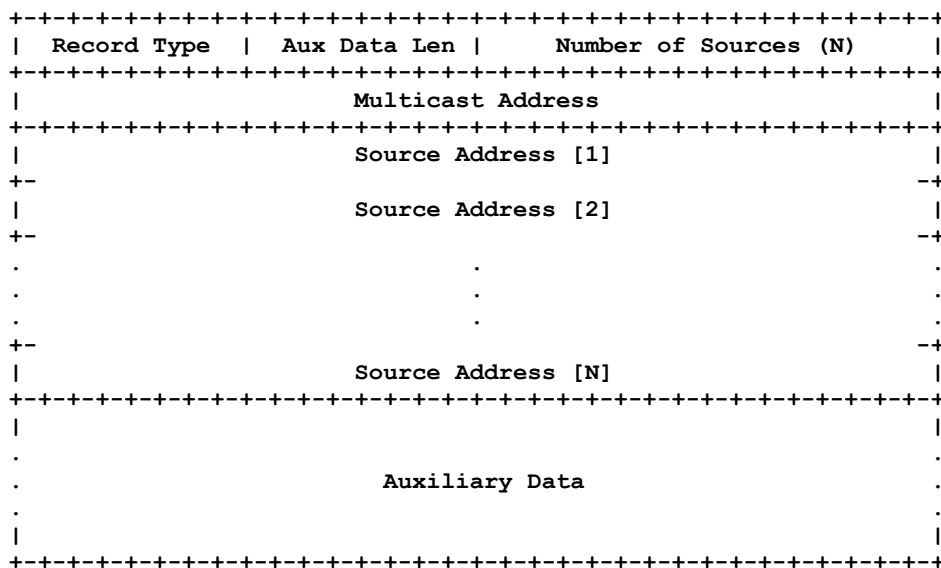 +-+-+-+-+-+-+-+-+-+-+-+-+-+-+-+-+-+-+-+-+-+-+-+-+-+-+-+-+-+-+-+-+
|  Record Type  |  Aux Data Len |     Number of Sources (N)     |
+-+-+-+-+-+-+-+-+-+-+-+-+-+-+-+-+-+-+-+-+-+-+-+-+-+-+-+-+-+-+-+-+
|                       Multicast Address                       |
+-+-+-+-+-+-+-+-+-+-+-+-+-+-+-+-+-+-+-+-+-+-+-+-+-+-+-+-+-+-+-+-+
|                       Source Address [1]                      |
+-                                                             -+
|                       Source Address [2]                      |
+-                                                             -+
.                               .                               .
.                               .                               .
.                               .                               .
+-                                                             -+
|                       Source Address [N]                      |
+-+-+-+-+-+-+-+-+-+-+-+-+-+-+-+-+-+-+-+-+-+-+-+-+-+-+-+-+-+-+-+-+
|                                                               |
.                                                               .
.                         Auxiliary Data                        .
.                                                               .
|                                                               |
+-+-+-+-+-+-+-+-+-+-+-+-+-+-+-+-+-+-+-+-+-+-+-+-+-+-+-+-+-+-+-+-+